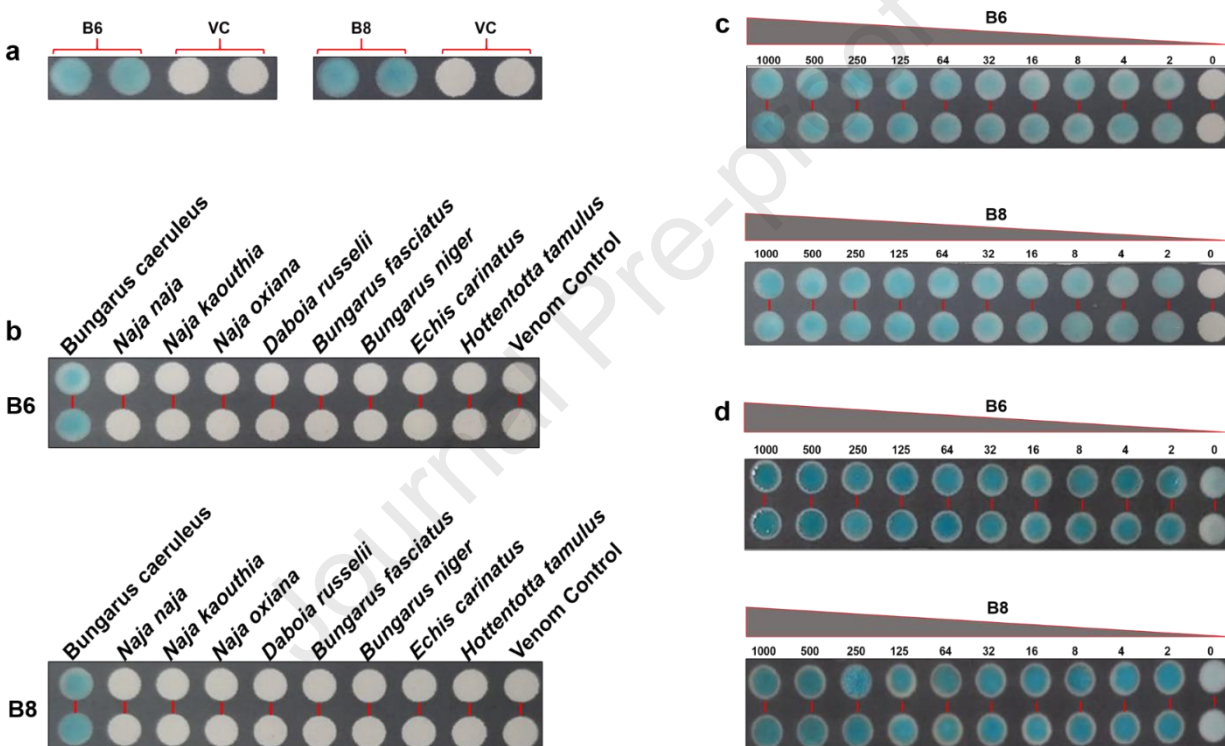 a
B6 VC B8 VC
b
Bungarus caeruleus
Naja naja
Naja kaouthia
Naja oxiana
Daboia russelii
Bungarus fasciatus
Bungarus niger
Echis carinatus
Hottentotta tamulus
Venom Control
B6
Bungarus caeruleus
Naja naja
Naja kaouthia
Naja oxiana
Daboia russelii
Bungarus fasciatus
Bungarus niger
Echis carinatus
Hottentotta tamulus
Venom Control
B8
c
B6
1000 500 250 125 64 32 16 8 4 2 0
B8
1000 500 250 125 64 32 16 8 4 2 0
d
B6
1000 500 250 125 64 32 16 8 4 2 0
B8
1000 500 250 125 64 32 16 8 4 2 0
Journal Pre-proof